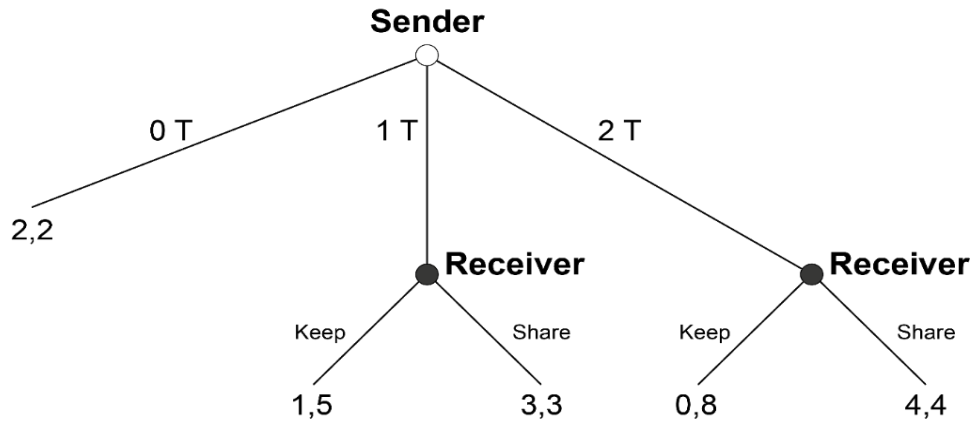 Sender
0 T
1 T
2 T
2,2
Receiver
Receiver
Keep
Share
Keep
Share
1,5
3,3
0,8
4,4